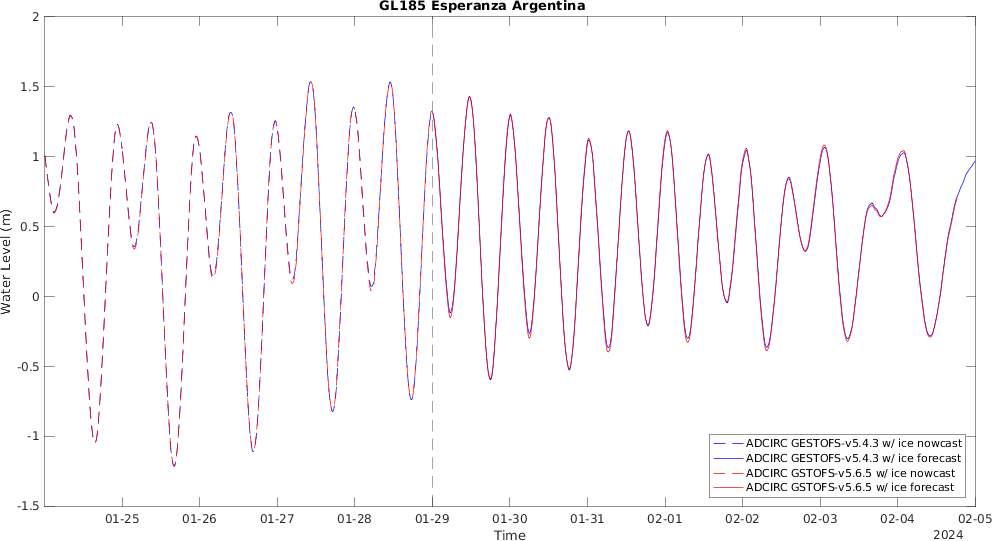 GL185 Esperanza Argentina
2
1.5
1
0.5
0
-0.5
-1
-1.5
Water Level (m)
ADCIRC GESTOFS-v5.4.3 w/ ice nowcast
ADCIRC GESTOFS-v5.4.3 w/ ice forecast
ADCIRC GSTOFS-v5.6.5 w/ ice nowcast
ADCIRC GSTOFS-v5.6.5 w/ ice forecast
01-25 01-26 01-27 01-28 01-29 01-30 01-31 02-01 02-02 02-03 02-04 02-05
Time
2024